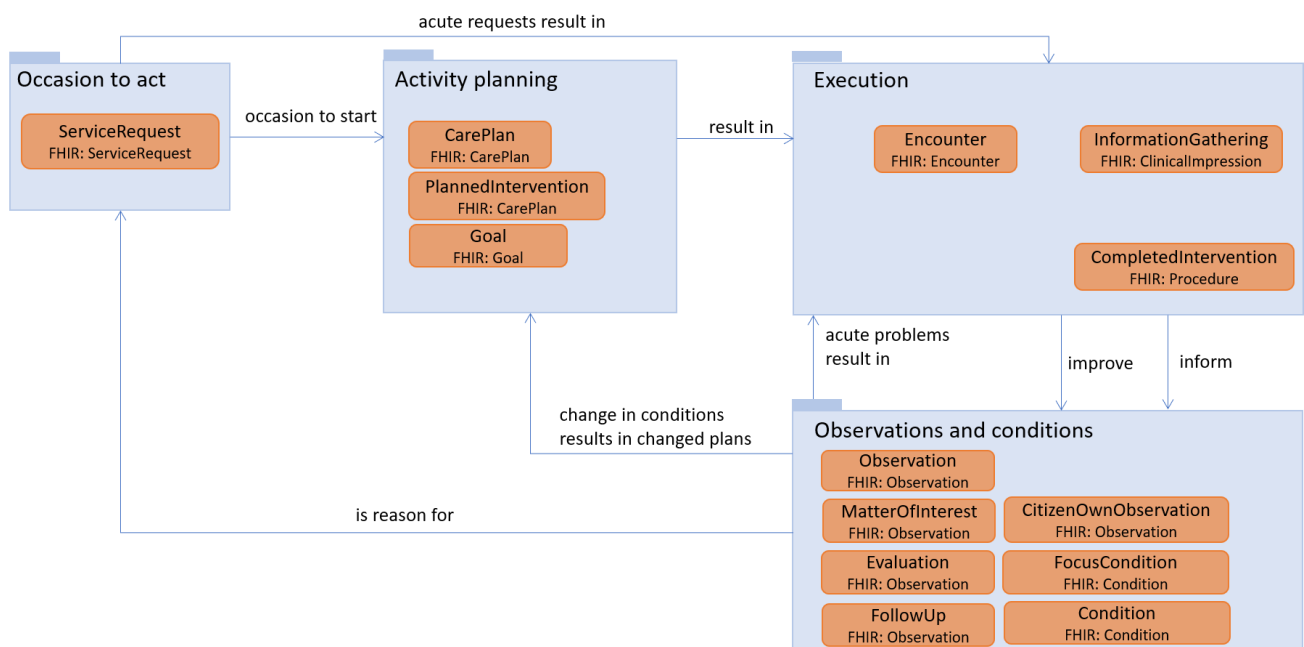 acute requests result in
Occasion to act
ServiceRequest
FHIR: ServiceRequest
occasion to start
Activity planning
CarePlan
FHIR: CarePlan
PlannedIntervention
FHIR: CarePlan
Goal
FHIR: Goal
result in
Execution
Encounter
FHIR: Encounter
InformationGathering
FHIR: ClinicalImpression
CompletedIntervention
FHIR: Procedure
acute problems
result in
improve
inform
change in conditions
results in changed plans
is reason for
Observations and conditions
Observation
FHIR: Observation
MatterOfInterest
FHIR: Observation
CitizenOwnObservation
FHIR: Observation
Evaluation
FHIR: Observation
FocusCondition
FHIR: Condition
FollowUp
FHIR: Observation
Condition
FHIR: Condition